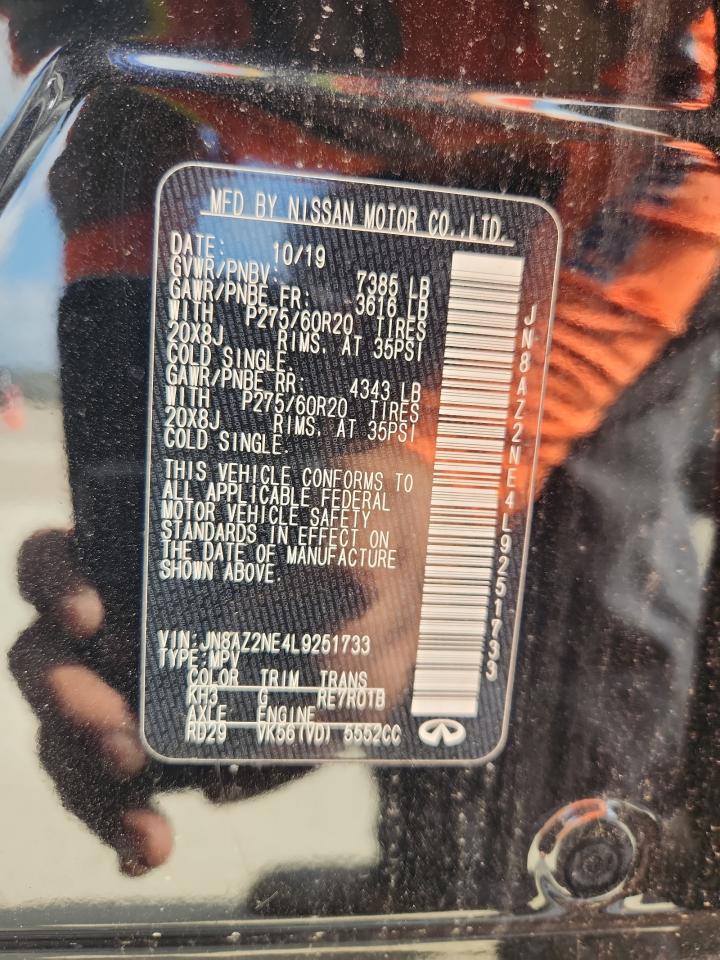 MFD BY NISSAN MOTOR CO.,LTD.
DATE: 10/19
GVWR/PNBV: 7385 LB
GAWR/PNBE FR: 3616 LB
WITH P275/60R20 TIRES
20X8J RIMS, AT 35PSI
COLD SINGLE.
GAWR/PNBE RR: 4343 LB
WITH P275/60R20 TIRES
20X8J RIMS, AT 35PSI
COLD SINGLE.
THIS VEHICLE CONFORMS TO
ALL APPLICABLE FEDERAL
MOTOR VEHICLE SAFETY
STANDARDS IN EFFECT ON
THE DATE OF MANUFACTURE
SHOWN ABOVE.
VIN:JN8AZ2NE4L9251733
TYPE:MPV
COLOR TRIM TRANS
KH3 G RE7R01B
AXLE ENGINE
RD29 VK56(VD) 5552CC
JN8AZ2NE4L9251733